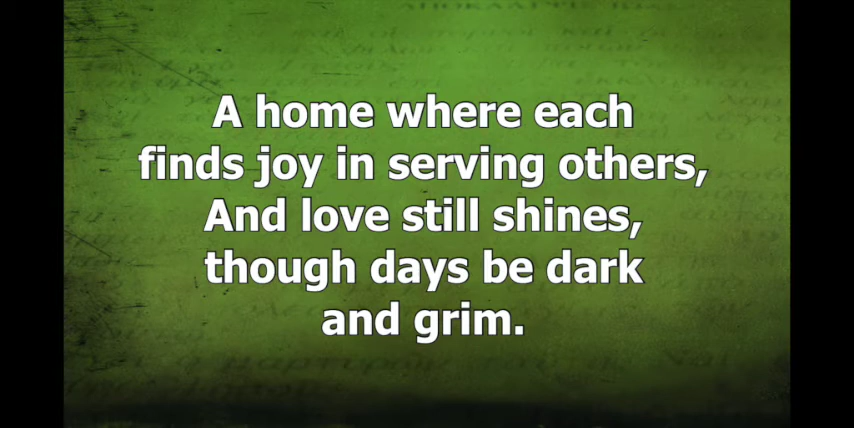 A home where each
finds joy in serving others,
And love still shines,
though days be dark
and grim.